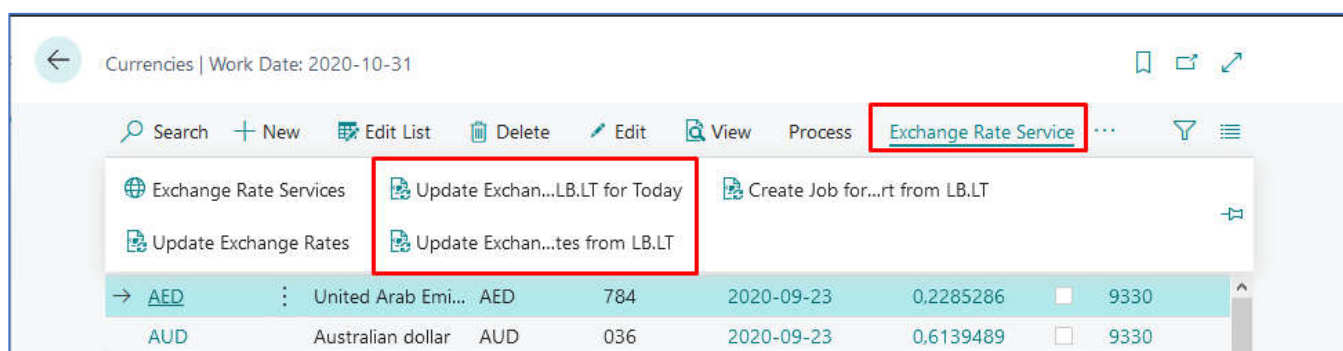 Currencies | Work Date: 2020-10-31
Search New Edit List Delete Edit View Process Exchange Rate Service ...
Exchange Rate Services Update Exchan...LB.LT for Today Create Job for...rt from LB.LT
Update Exchange Rates Update Exchan...tes from LB.LT
AED United Arab Emi... AED 784 2020-09-23 0,2285286 9330
AUD Australian dollar AUD 036 2020-09-23 0,6139489 9330